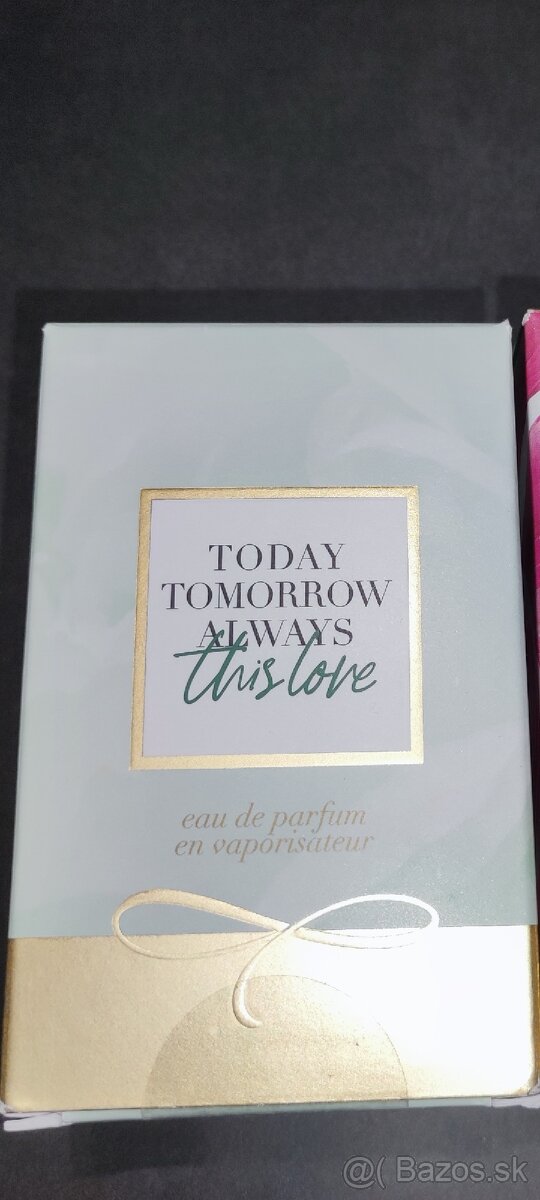 TODAY
TOMORROW
ALWAYS
this love
eau de parfum
en vaporisateur
@( Bazos.sk